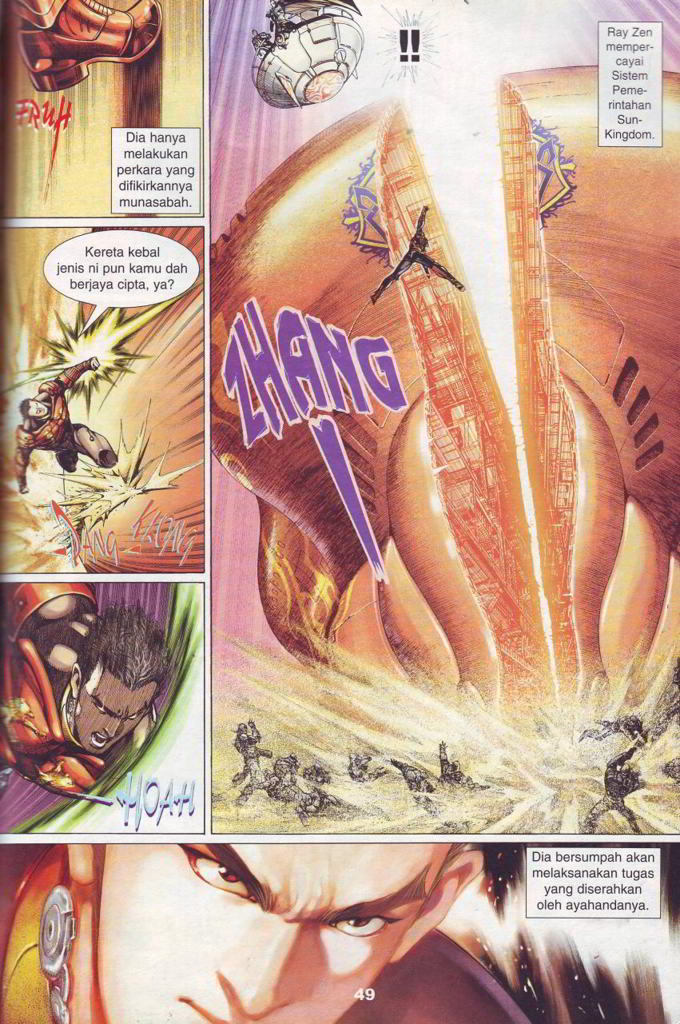 FRUH
Dia hanya
melakukan
perkara yang
difikirkannya
munasabah.
!!
Ray Zen
memper-
cayai
Sistem
Peme-
rintahan
Sun-
Kingdom.
Kereta kebal
jenis ni pun kamu dah
berjaya cipta, ya?
ZHANG
HOAH
Dia bersumpah akan
melaksanakan tugas
yang diserahkan
oleh ayahandanya.
49